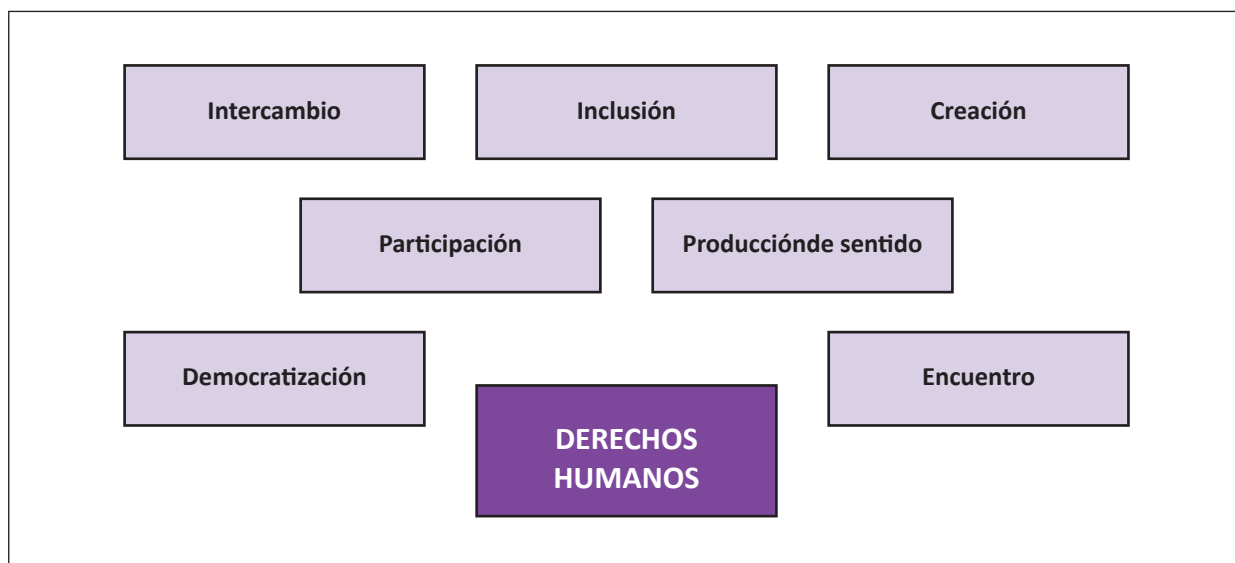 Intercambio
Inclusión
Creación
Participación
Producciónde sentido
Democratización
Encuentro
DERECHOS
HUMANOS